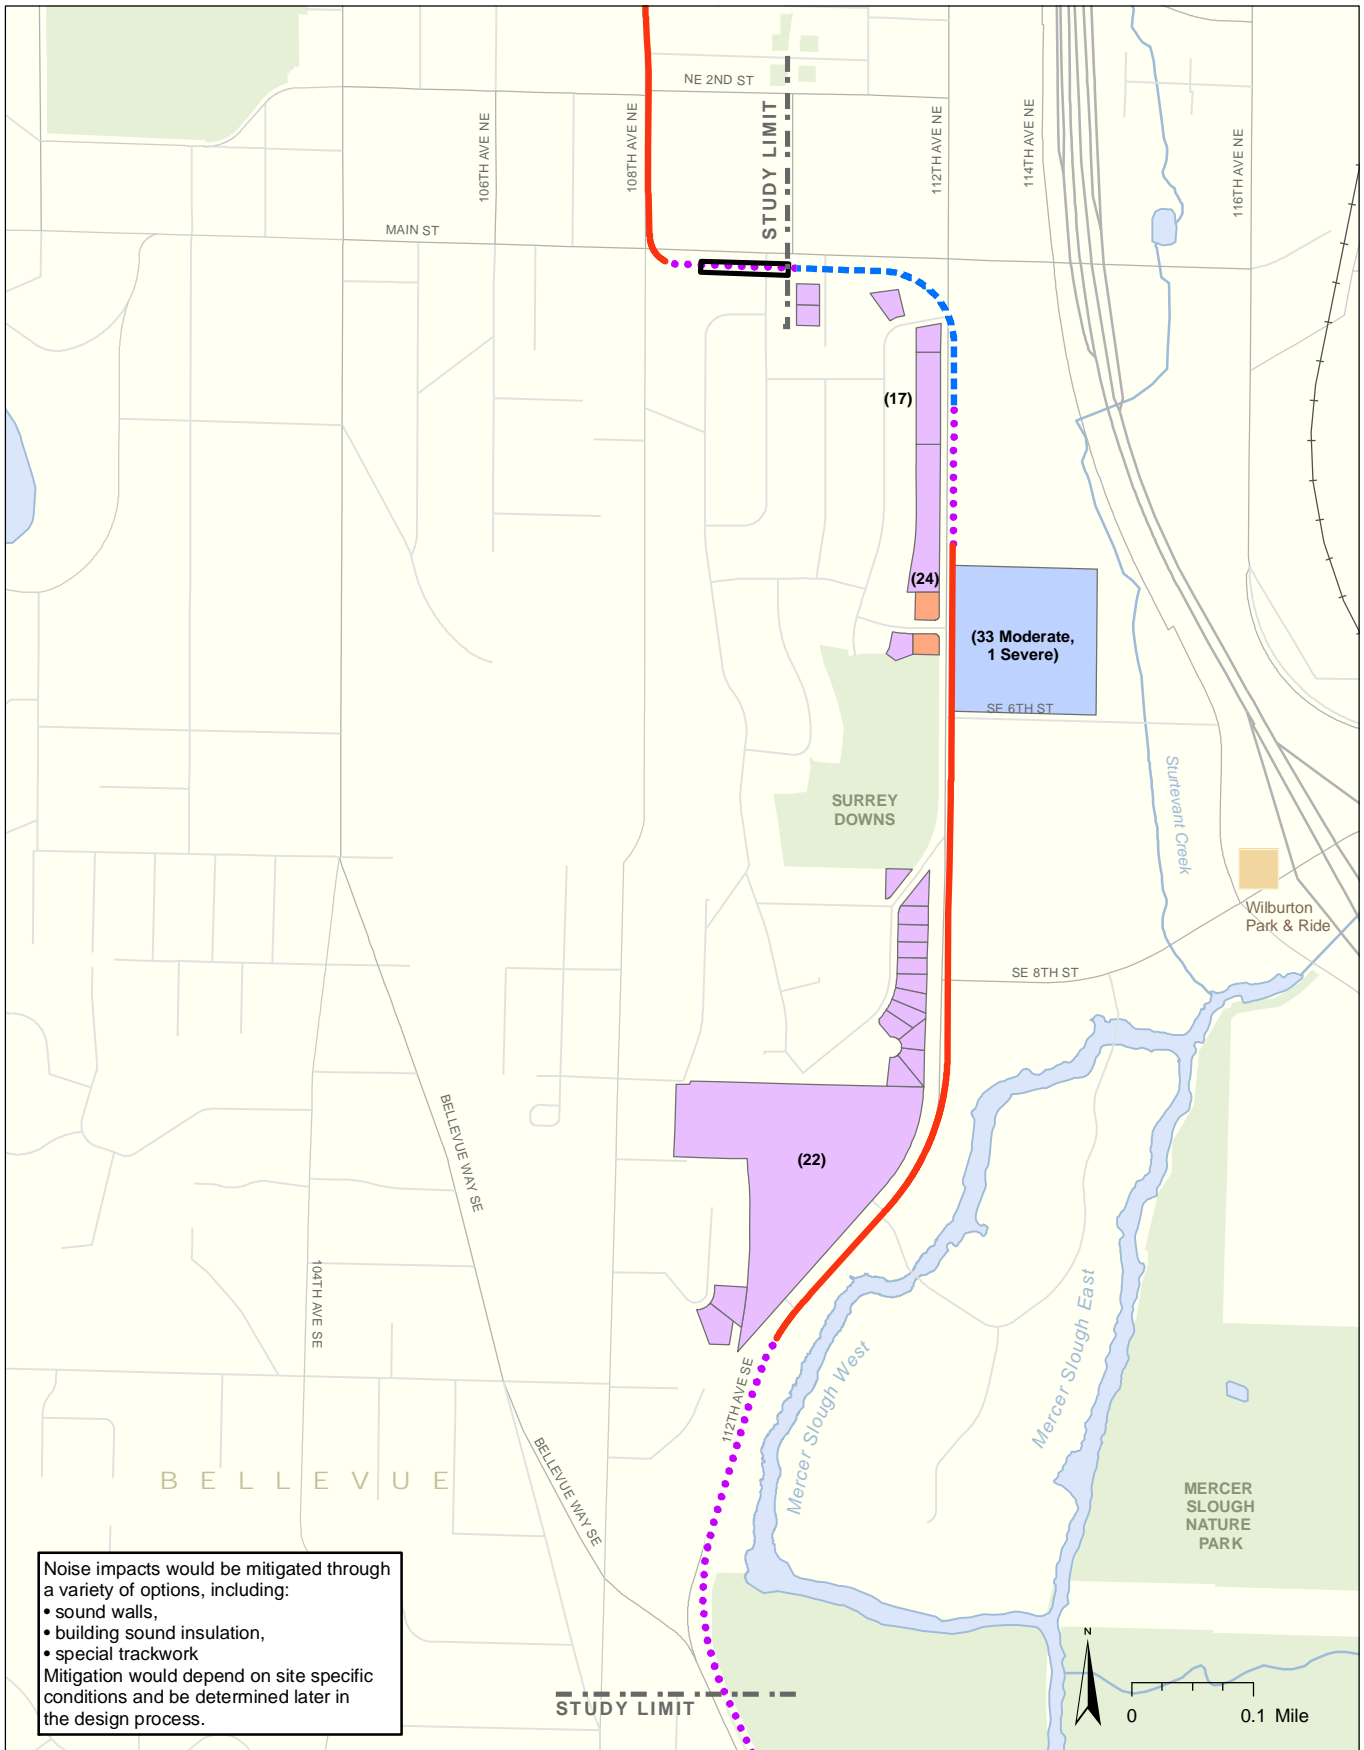 NE 2ND ST
106TH AVE NE
108TH AVE NE
STUDY LIMIT
112TH AVE NE
114TH AVE NE
116TH AVE NE
MAIN ST
(17)
(24)
(33 Moderate,
1 Severe)
SE 6TH ST
SURREY
DOWNS
Sturtevant Creek
Wilburton
Park & Ride
SE 8TH ST
BELLEVUE WAY SE
(22)
104TH AVE SE
Mercer Slough East
Mercer Slough West
112TH AVE SE
BELLEVUE WAY SE
BELLEVUE
MERCER
SLOUGH
NATURE
PARK
Noise impacts would be mitigated through
a variety of options, including:
• sound walls,
• building sound insulation,
• special trackwork
Mitigation would depend on site specific
conditions and be determined later in
the design process.
STUDY LIMIT
N
0 0.1 Mile